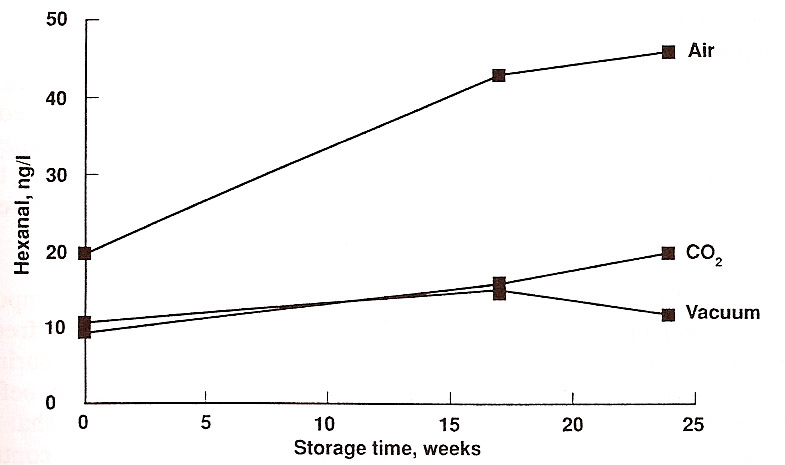 50
40
30
20
10
0
Hexanal, ng/l
Air
CO₂
Vacuum
0 5 10 15 20 25
Storage time, weeks